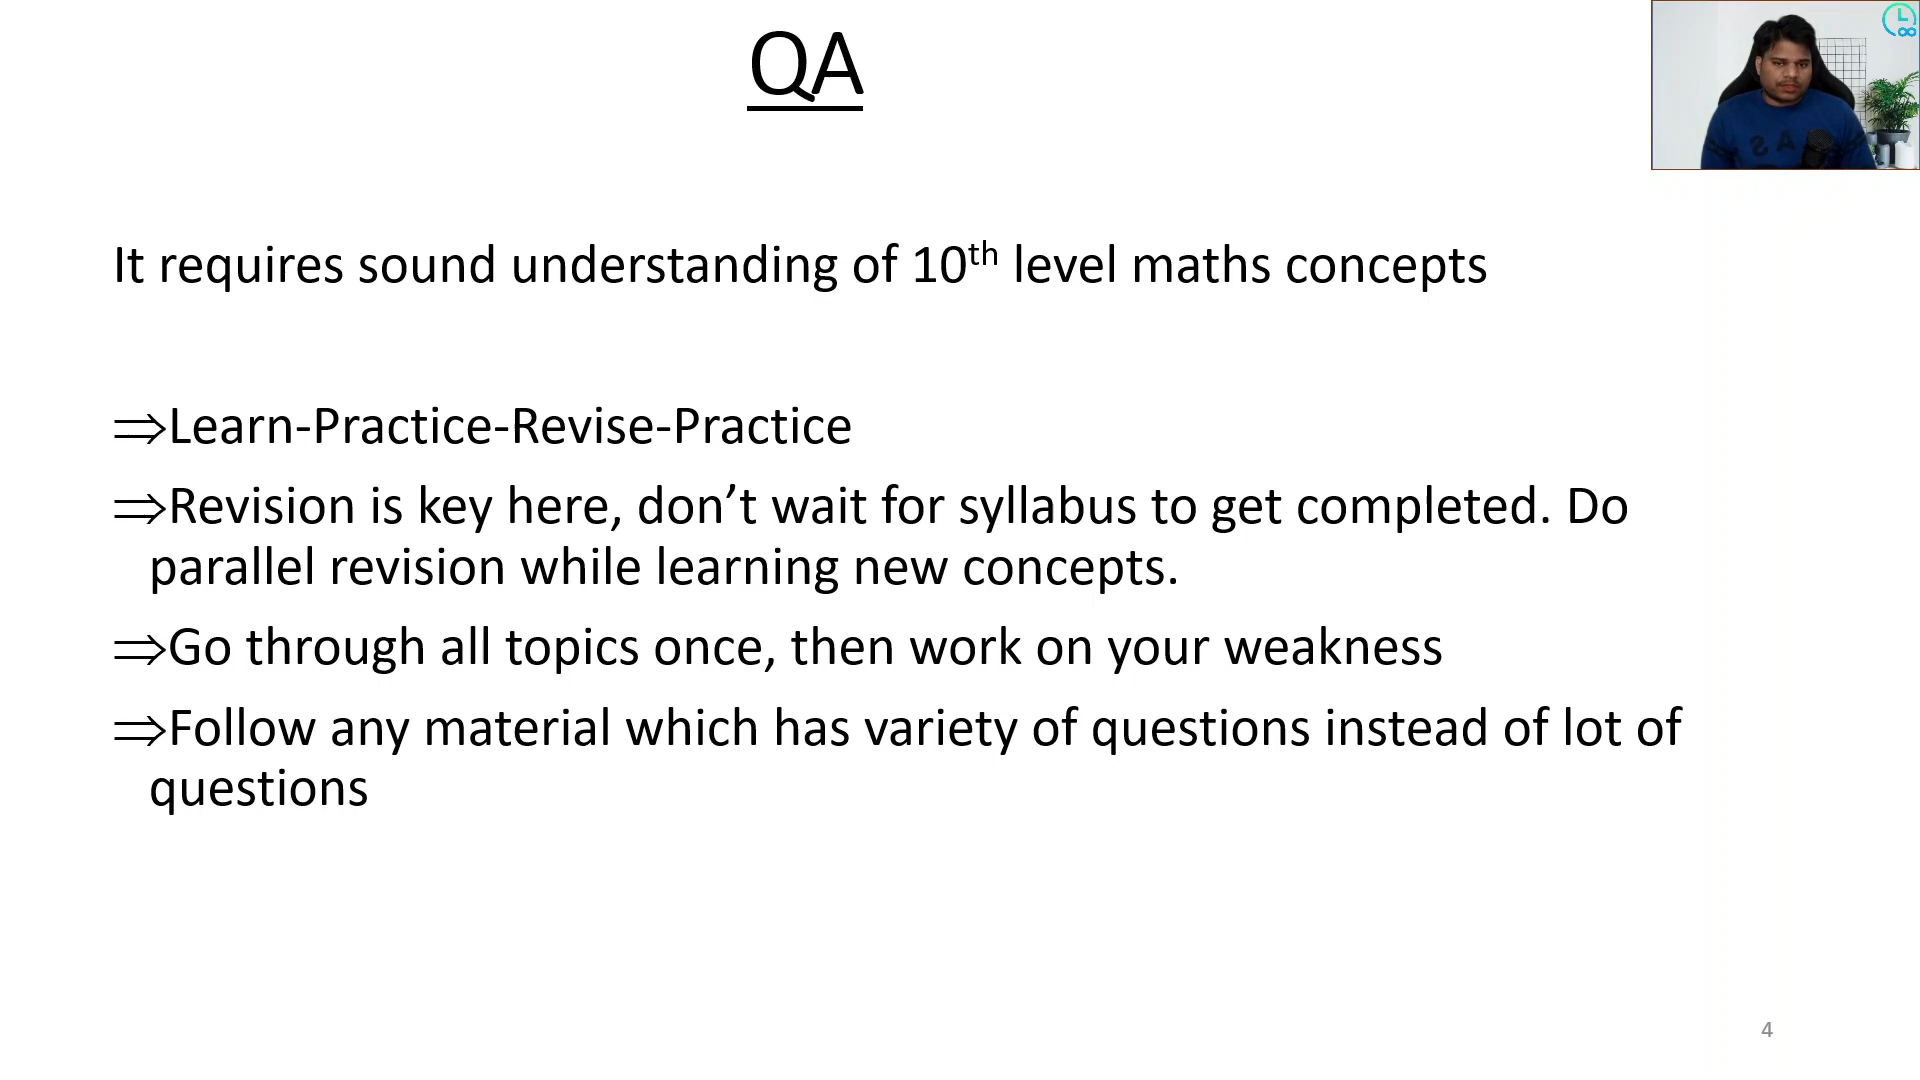 QA
It requires sound understanding of 10th level maths concepts
⇒Learn-Practice-Revise-Practice
⇒Revision is key here, don’t wait for syllabus to get completed. Do
parallel revision while learning new concepts.
⇒Go through all topics once, then work on your weakness
⇒Follow any material which has variety of questions instead of lot of
questions
4